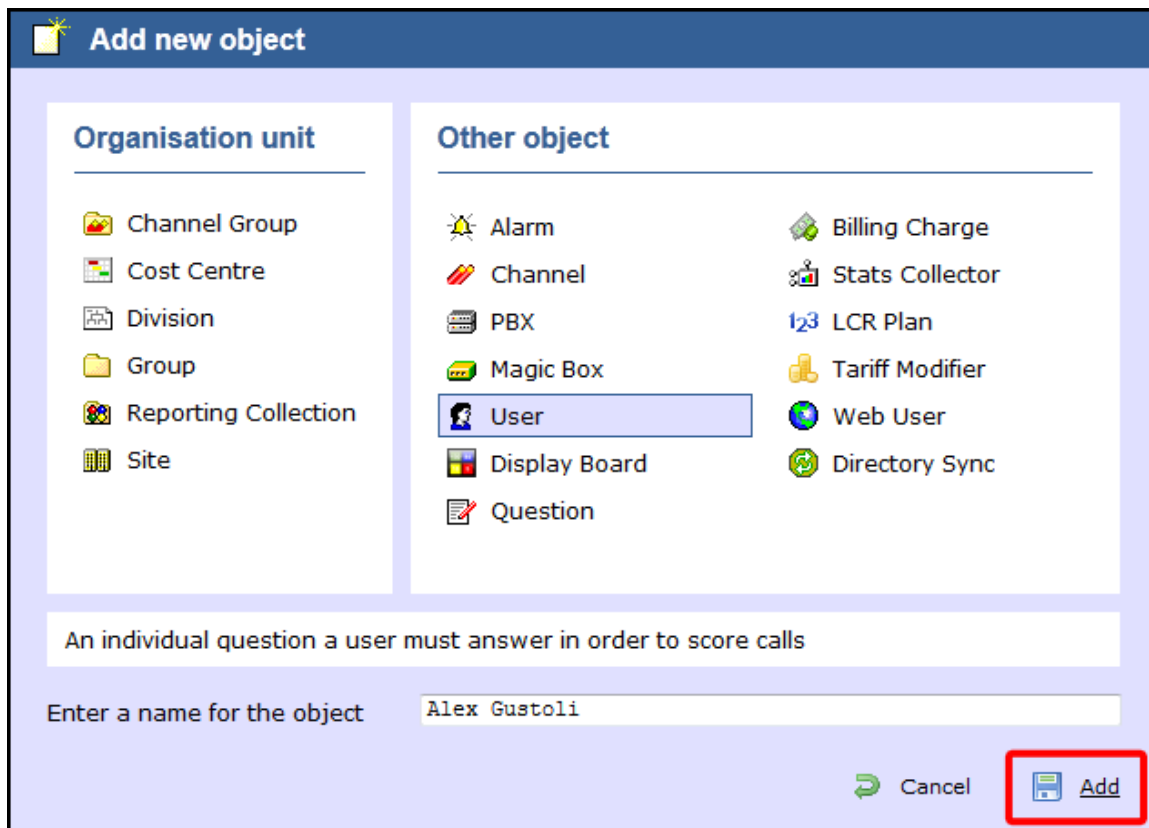 Add new object
Organisation unit
Channel Group
Cost Centre
Division
Group
Reporting Collection
Site
Other object
Alarm
Channel
PBX
Magic Box
User
Display Board
Question
Billing Charge
Stats Collector
123 LCR Plan
Tariff Modifier
Web User
Directory Sync
An individual question a user must answer in order to score calls
Enter a name for the object
Alex Gustoli
Cancel
Add